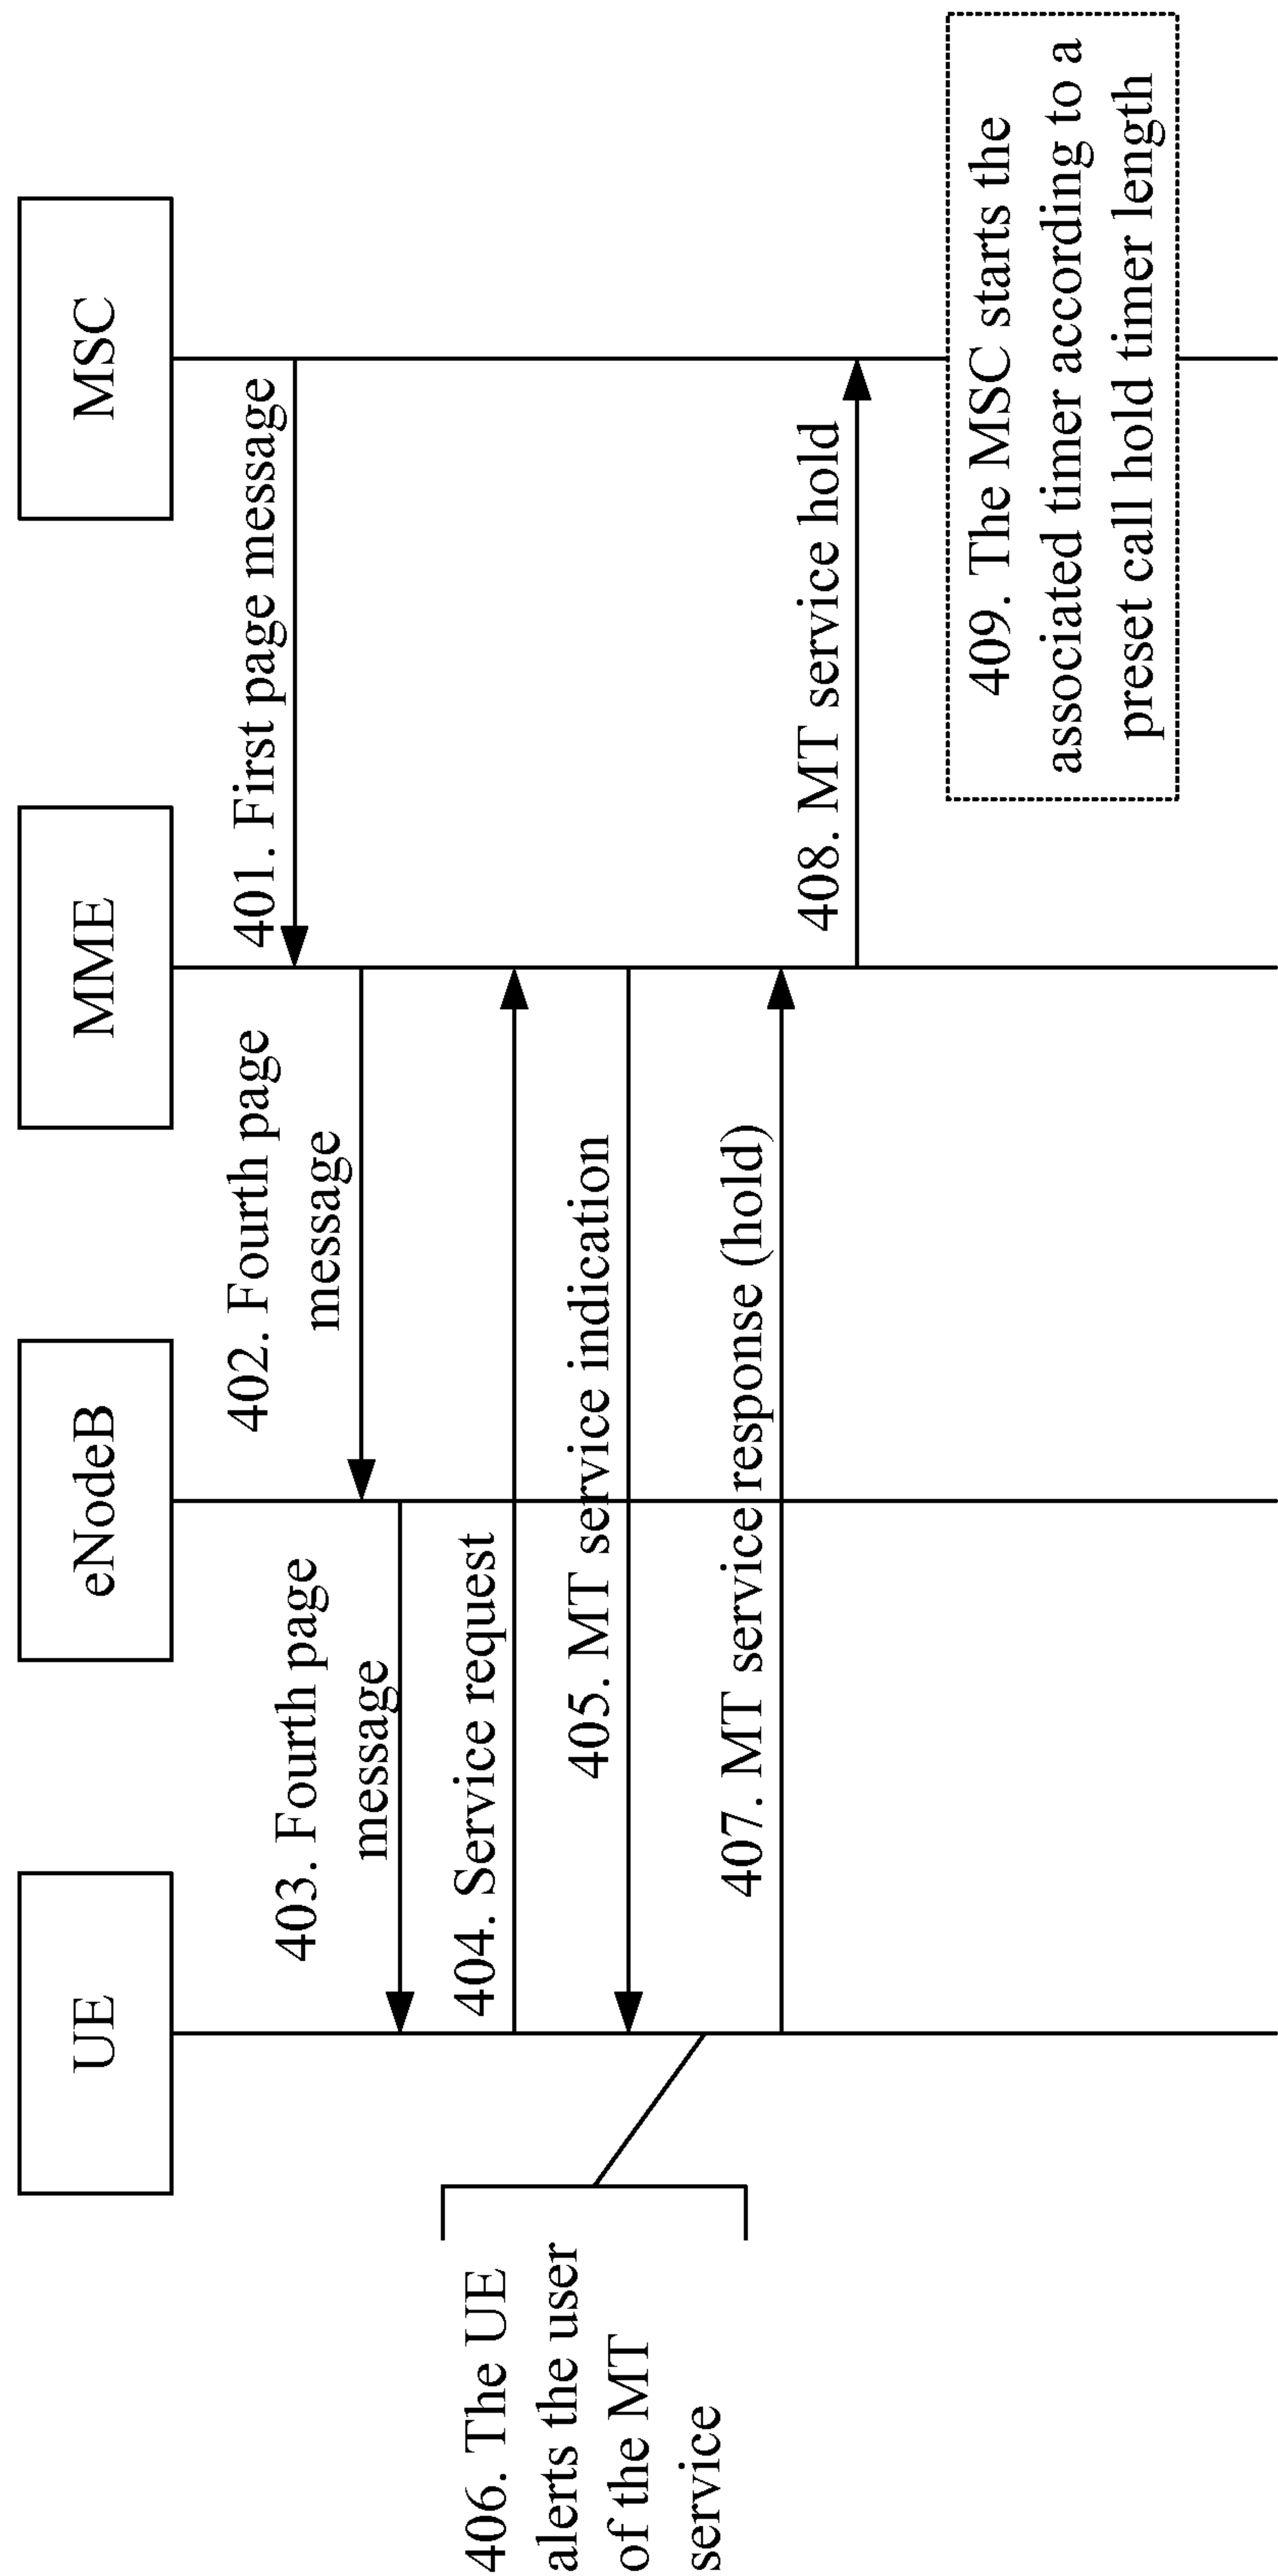 UE
eNodeB
MME
MSC
401. First page message
402. Fourth page
message
403. Fourth page
message
404. Service request
405. MT service indication
406. The UE
alerts the user
of the MT
service
407. MT service response (hold)
408. MT service hold
409. The MSC starts the
associated timer according to a
preset call hold timer length